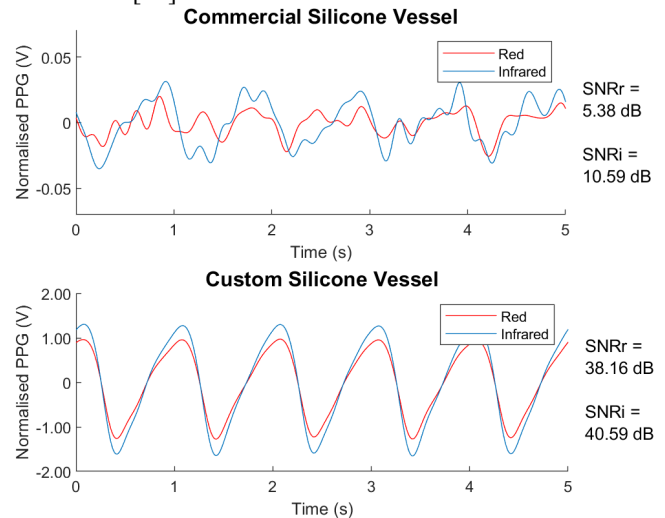 Commercial Silicone Vessel
Normalised PPG (V)
0.05
0
-0.05
Red
Infrared
SNRr =
5.38 dB
SNRi =
10.59 dB
0 1 2 3 4 5
Time (s)
Custom Silicone Vessel
Normalised PPG (V)
2.00
1.00
0
-1.00
-2.00
Red
Infrared
SNRr =
38.16 dB
SNRi =
40.59 dB
0 1 2 3 4 5
Time (s)